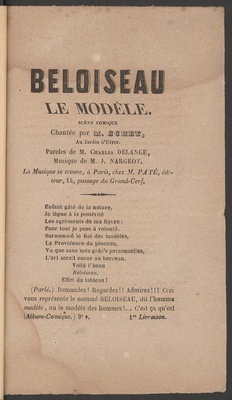 BELOISEAU
LE MODÈLE.
SCÈNE COMIQUE
Chantée par M. SCHEY,
Au Jardin d'Hiver.
Paroles de M. CHARLES DELANGE,
Musique de M. J. NARGEOT.
La Musique se trouve, à Paris, chez M. PATÉ, édi-
teur, 14, passage du Grand-Cerf.
Enfant gâté de la nature,
Je lègue à la postérité
Les agréments de ma figure:
Pour tout je pose à volonté.
Surnommé le Roi des modèles,
La Providence du pinceau,
Vu que sans mes grâc's personnelles,
L'art serait encor au berceau.
Voilà l'beau
Beloiseau,
Effet du tableau!
(Parlé.) Demandez! Regardez!! Admirez!!! Ceci
vous représente le nommé BELOISEAU, dit l'homme
modèle, ou le modèle des hommes!... C'est ça qu'est
(Album-Comique.) 9e v. 1re Livraison.